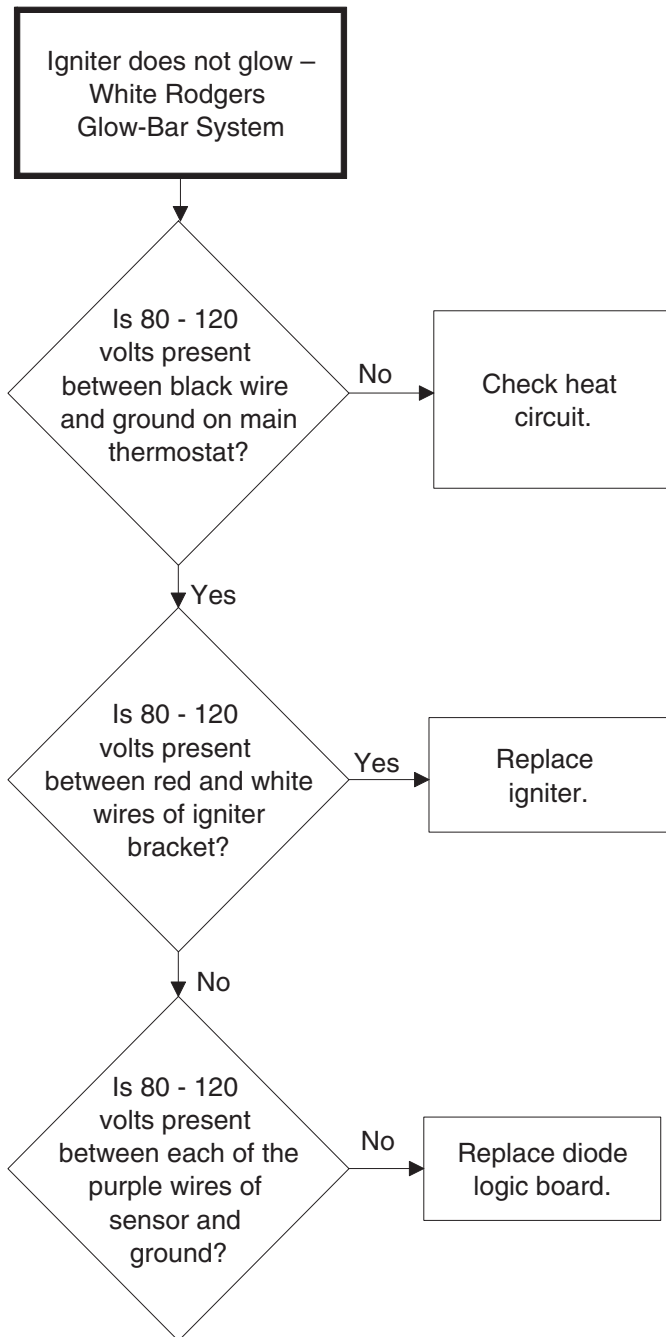 Igniter does not glow –
White Rodgers
Glow-Bar System
Is 80 - 120
volts present
between black wire
and ground on main
thermostat?
No
Check heat
circuit.
Yes
Is 80 - 120
volts present
between red and white
wires of igniter
bracket?
Yes
Replace
igniter.
No
Is 80 - 120
volts present
between each of the
purple wires of
sensor and
ground?
No
Replace diode
logic board.